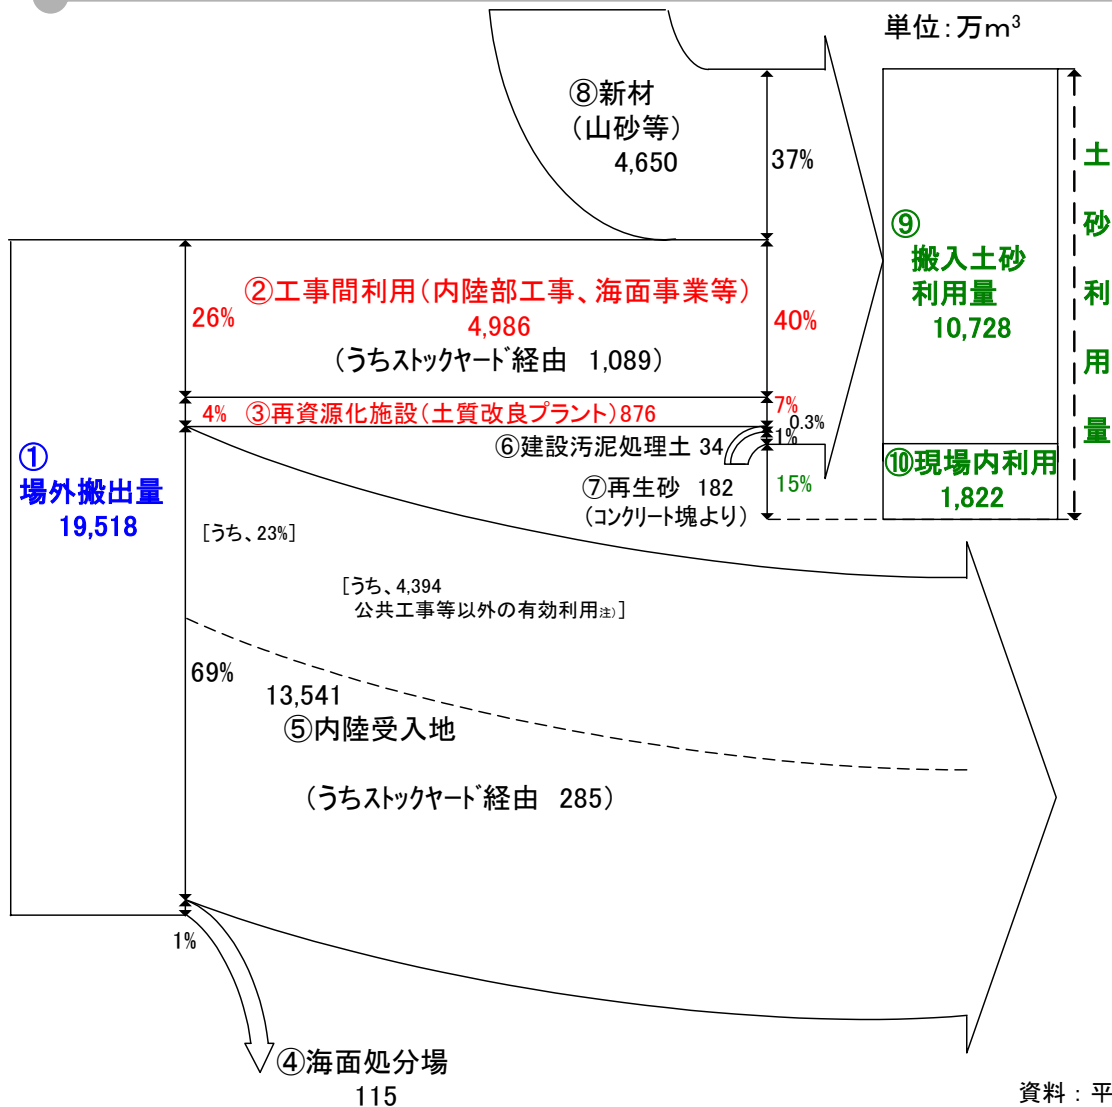 単位:万m³
⑧新材
(山砂等)
4,650
37%
土砂利用量
⑨
搬入土砂
利用量
10,728
②工事間利用(内陸部工事、海面事業等)
26%
4,986
40%
(うちストックヤード経由 1,089)
4%
③再資源化施設(土質改良プラント)876
7%
0.3%
1%
⑥建設汚泥処理土 34
①
場外搬出量
19,518
⑩現場内利用
1,822
⑦再生砂 182
15%
(コンクリート塊より)
[うち、23%]
[うち、4,394
公共工事等以外の有効利用注)]
69%
13,541
⑤内陸受入地
(うちストックヤード経由 285)
1%
④海面処分場
115
資料:平